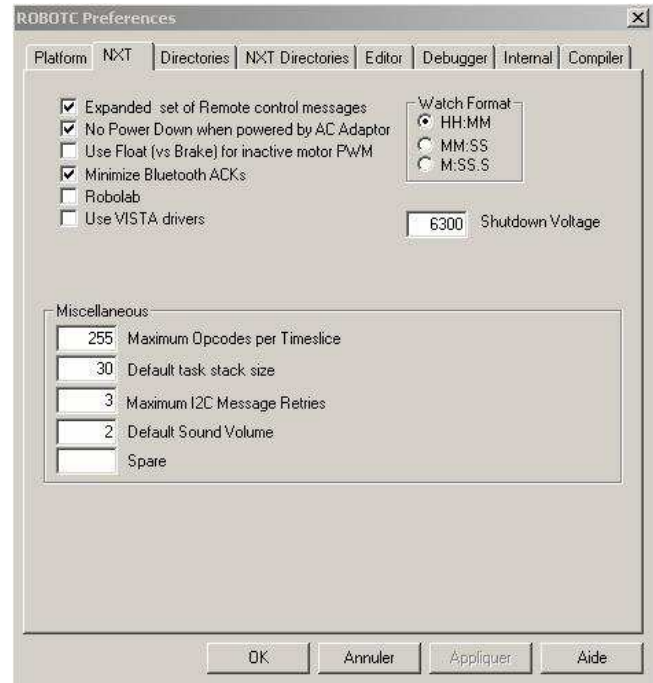 ROBOTC Preferences
Platform NXT Directories NXT Directories Editor Debugger Internal Compiler
Expanded set of Remote control messages
No Power Down when powered by AC Adaptor
Use Float (vs Brake) for inactive motor PWM
Minimize Bluetooth ACKs
Robolab
Use VISTA drivers
Watch Format
HH:MM
MM:SS
M:SS.S
6300 Shutdown Voltage
Miscellaneous
255 Maximum Opcodes per Timeslice
30 Default task stack size
3 Maximum I2C Message Retries
2 Default Sound Volume
Spare
OK Annuler Appliquer Aide